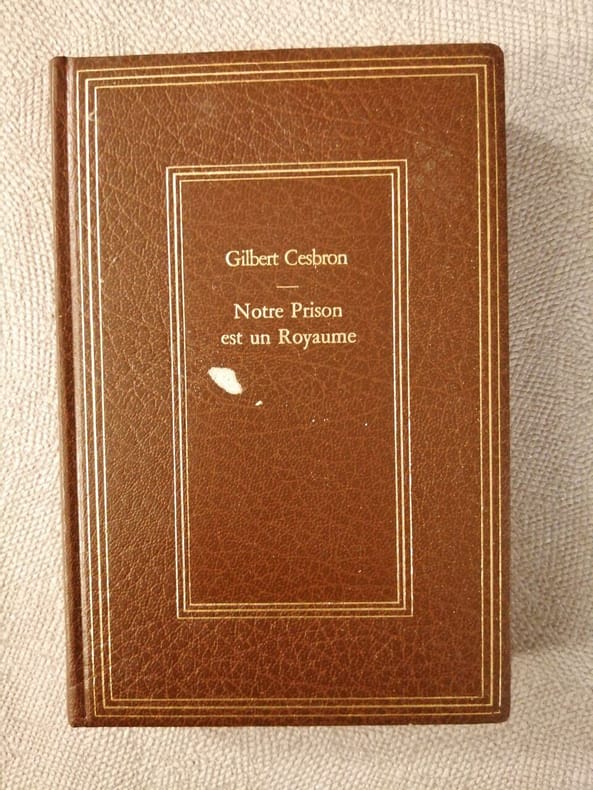 Gilbert Cesbron
Notre Prison
est un Royaume